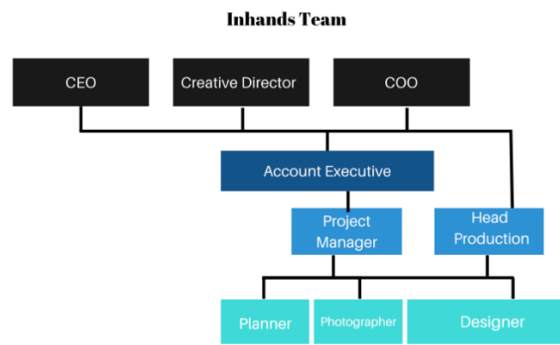 Inhands Team
CEO
Creative Director
COO
Account Executive
Project
Manager
Head
Production
Planner
Photographer
Designer